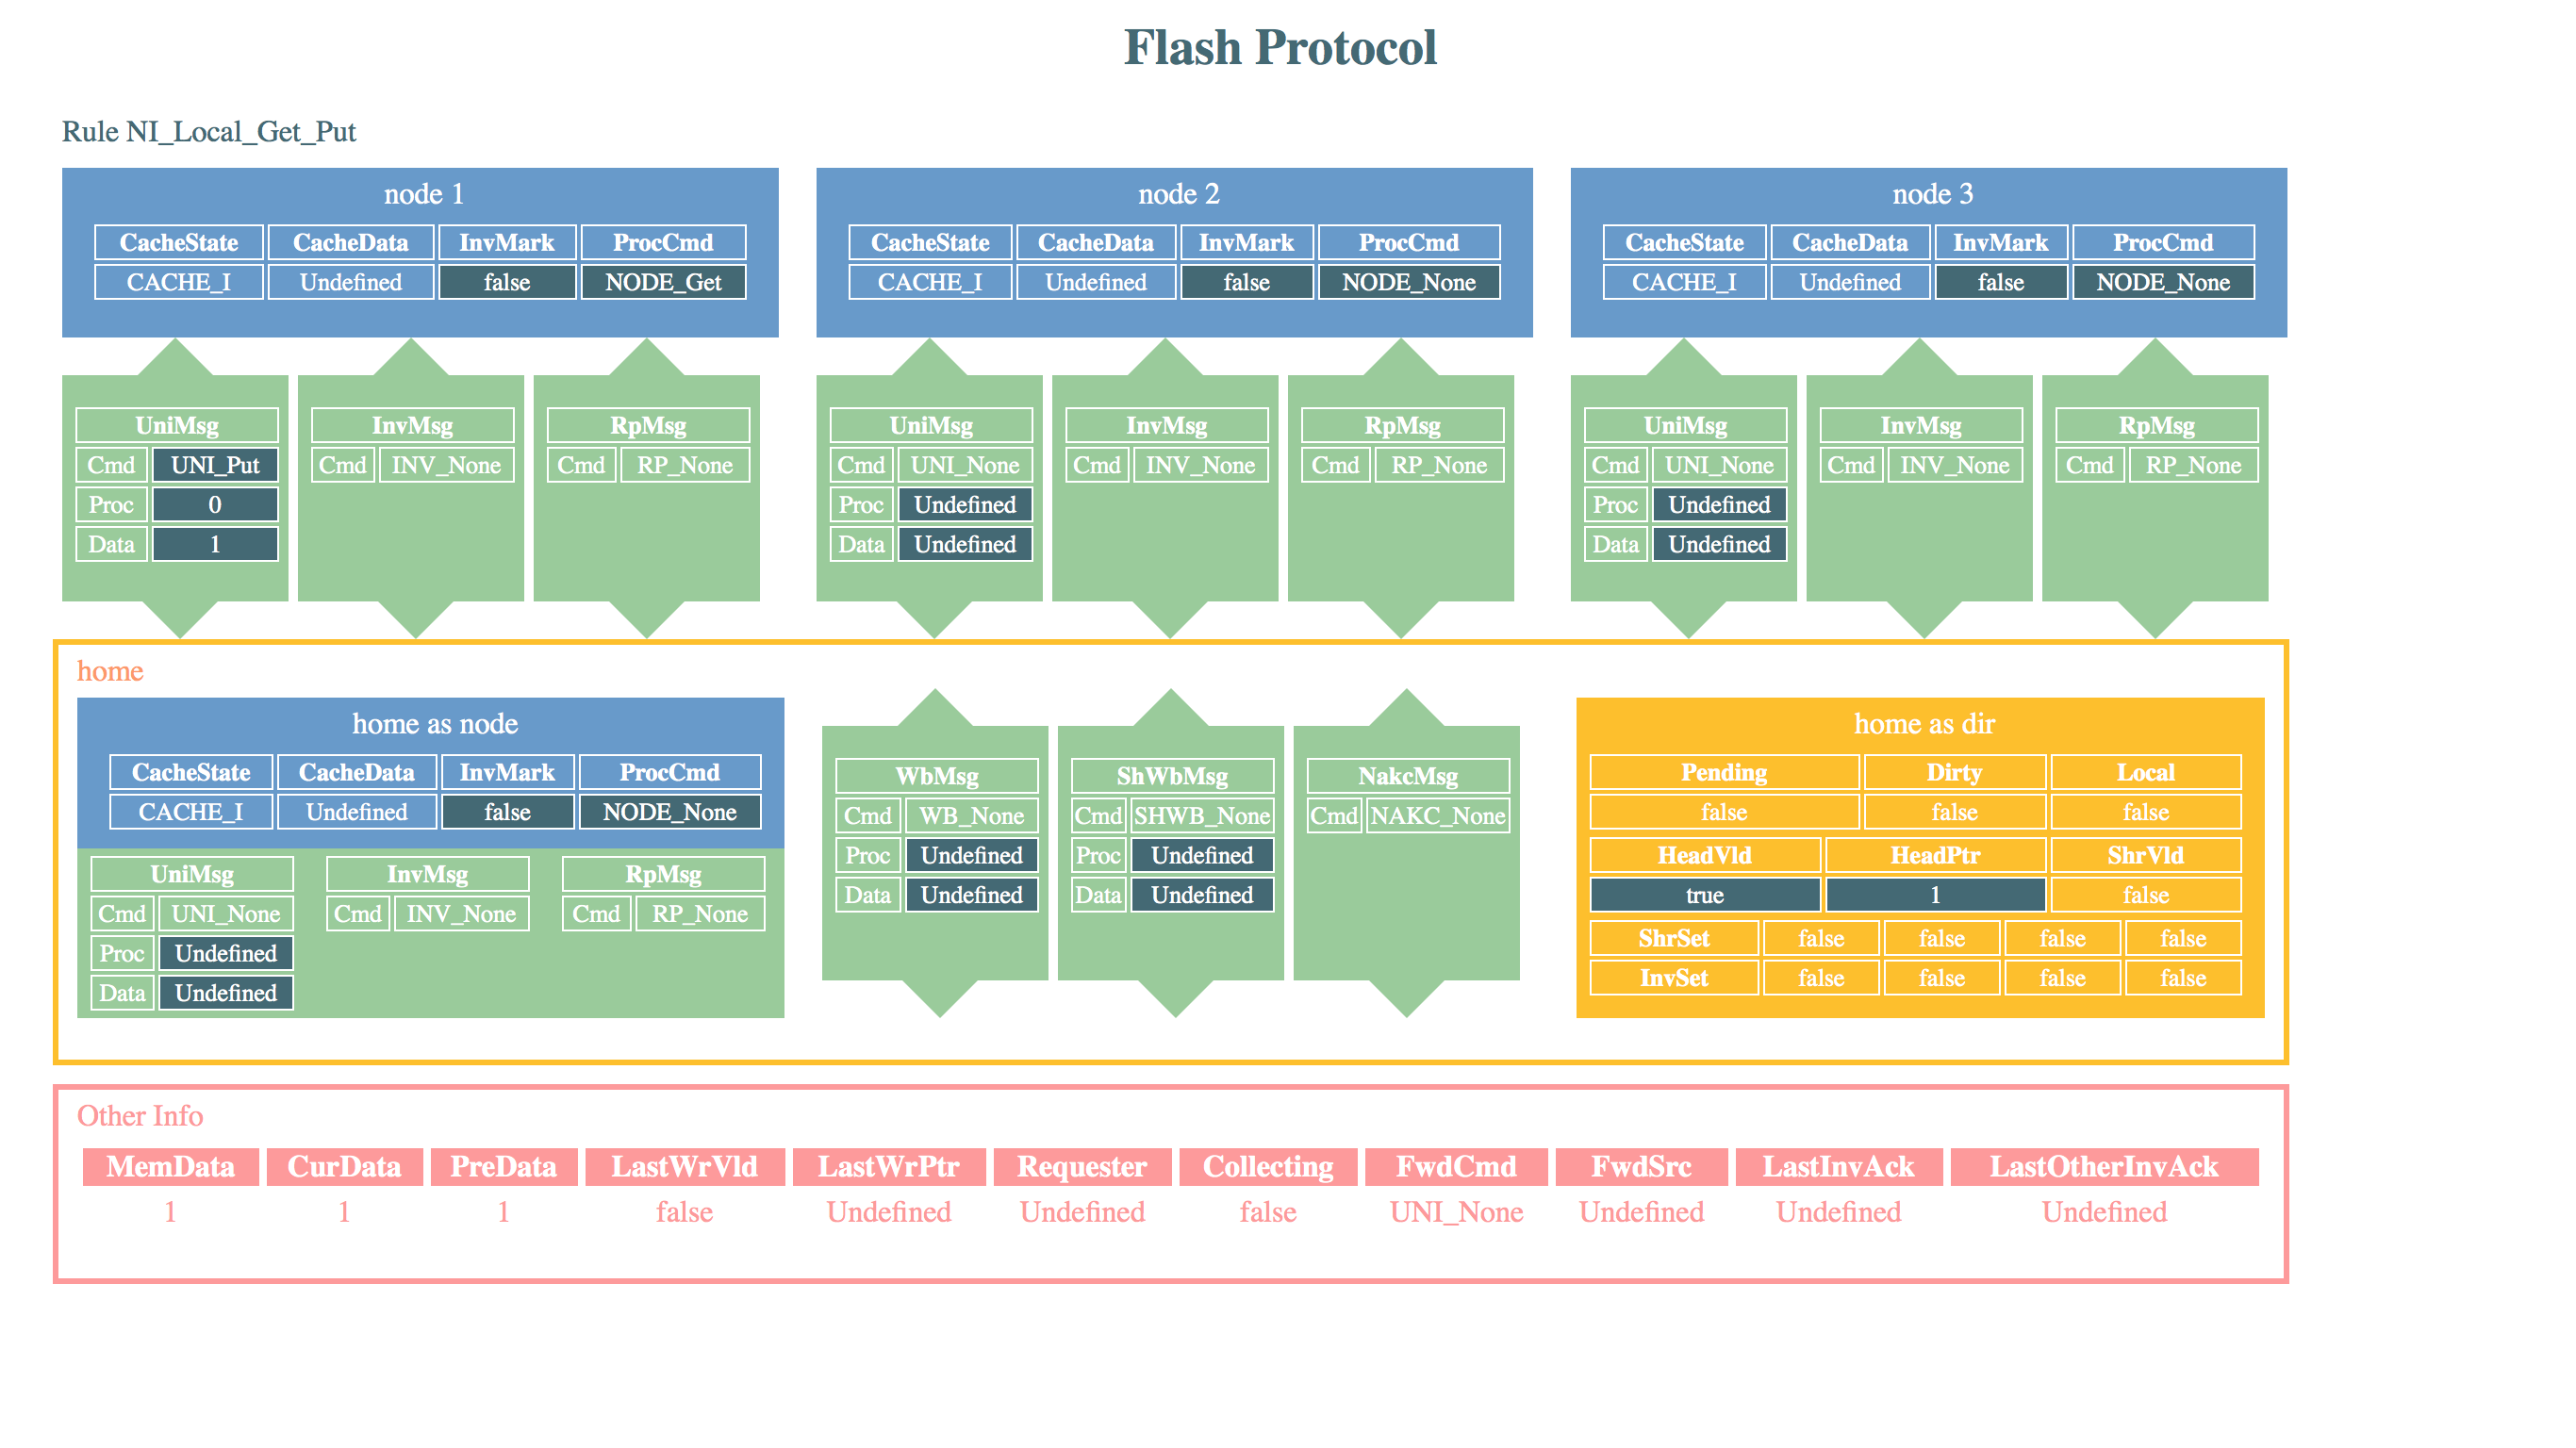 Flash Protocol
Rule NI_Local_Get_Put
node 1
CacheState CacheData InvMark ProcCmd
CACHE_I Undefined false NODE_Get
node 2
CacheState CacheData InvMark ProcCmd
CACHE_I Undefined false NODE_None
node 3
CacheState CacheData InvMark ProcCmd
CACHE_I Undefined false NODE_None
UniMsg
Cmd UNI_Put
Proc 0
Data 1
InvMsg
Cmd INV_None
RpMsg
Cmd RP_None
UniMsg
Cmd UNI_None
Proc Undefined
Data Undefined
InvMsg
Cmd INV_None
RpMsg
Cmd RP_None
UniMsg
Cmd UNI_None
Proc Undefined
Data Undefined
InvMsg
Cmd INV_None
RpMsg
Cmd RP_None
home
home as node
CacheState CacheData InvMark ProcCmd
CACHE_I Undefined false NODE_None
UniMsg
Cmd UNI_None
Proc Undefined
Data Undefined
InvMsg
Cmd INV_None
RpMsg
Cmd RP_None
WbMsg
Cmd WB_None
Proc Undefined
Data Undefined
ShWbMsg
Cmd SHWB_None
Proc Undefined
Data Undefined
NakcMsg
Cmd NAKC_None
home as dir
Pending Dirty Local
false false false
HeadVld HeadPtr ShrVld
true 1 false
ShrSet false false false false
InvSet false false false false
Other Info
MemData CurData PreData LastWrVld LastWrPtr Requester Collecting FwdCmd FwdSrc LastInvAck LastOtherInvAck
1 1 1 false Undefined Undefined false UNI_None Undefined Undefined Undefined